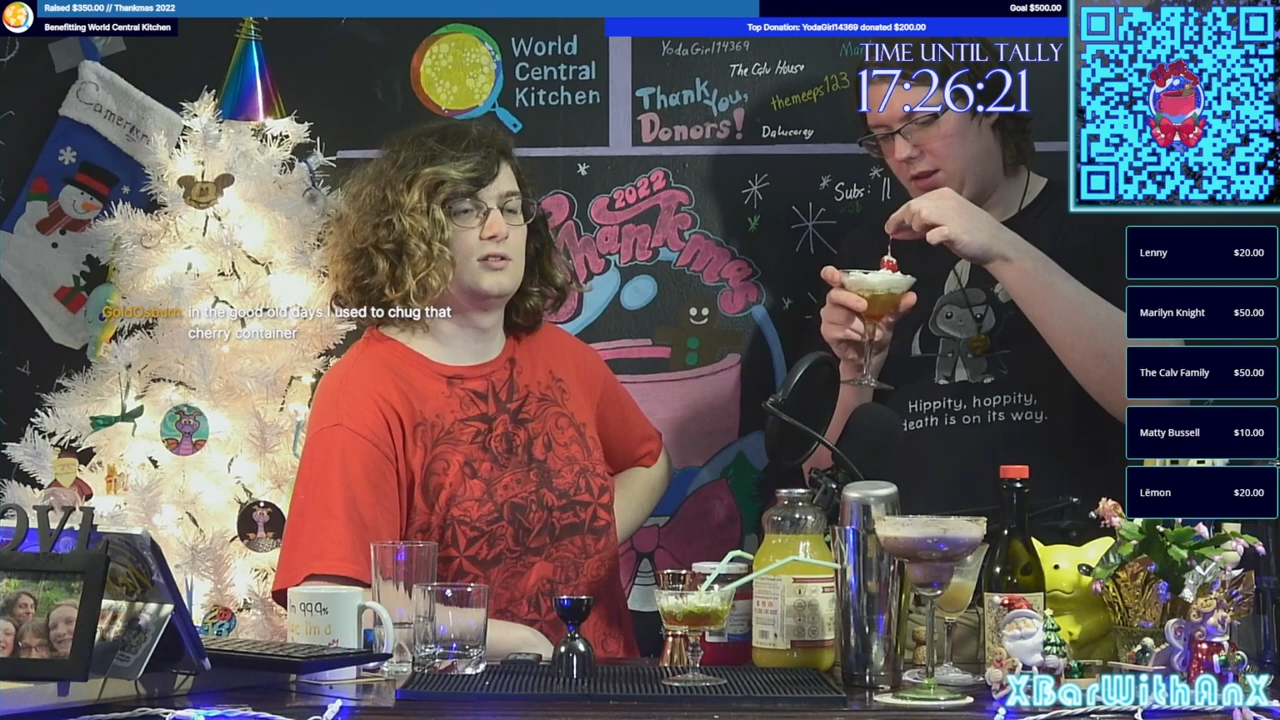 Raised $350.00 // Thankmas 2022
Goal $500.00
Benefitting World Central Kitchen
Top Donation: YodaGirl14369 donated $200.00
World
Central
Kitchen
YodaGirl14369
The Calv House
themeeps123
Thank
You,
Donors!
Dalucoray
TIME UNTIL TALLY
17:26:21
Cameron
Subs: 11
2022
Thankmas
GoldOsburn in the good old days I used to chug that
cherry container
Hippity, hoppity,
death is on its way.
Lenny $20.00
Marilyn Knight $50.00
The Calv Family $50.00
Matty Bussell $10.00
Lëmon $20.00
99.9%
I'm a
XBarWithAnX